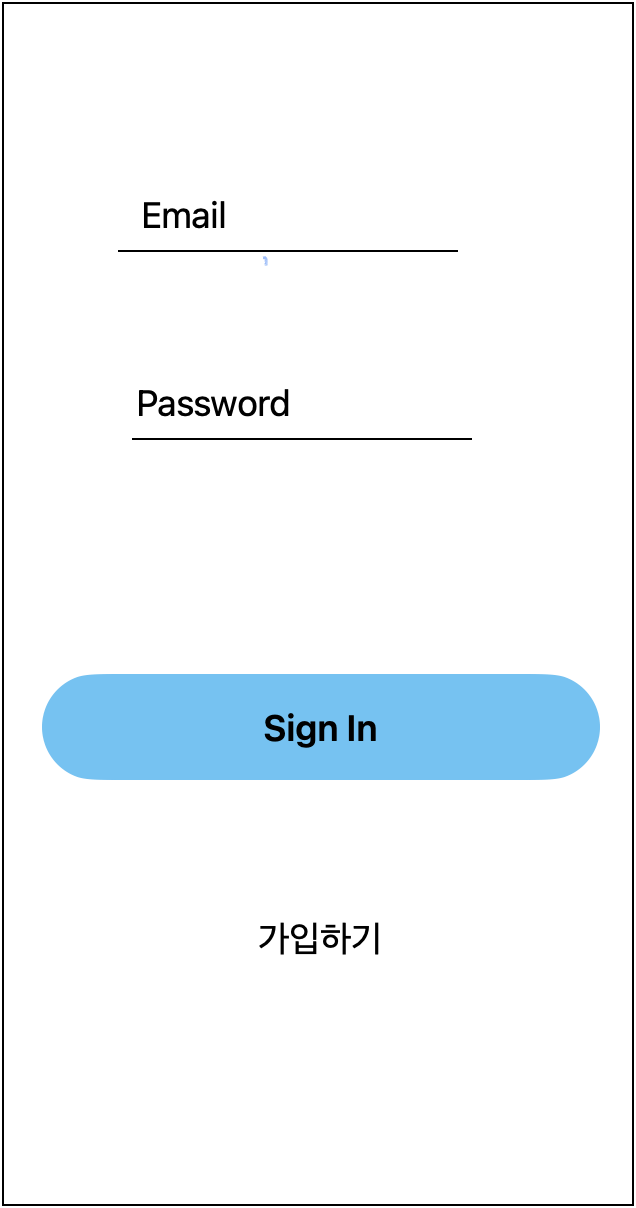 Email
Password
Sign In
가입하기